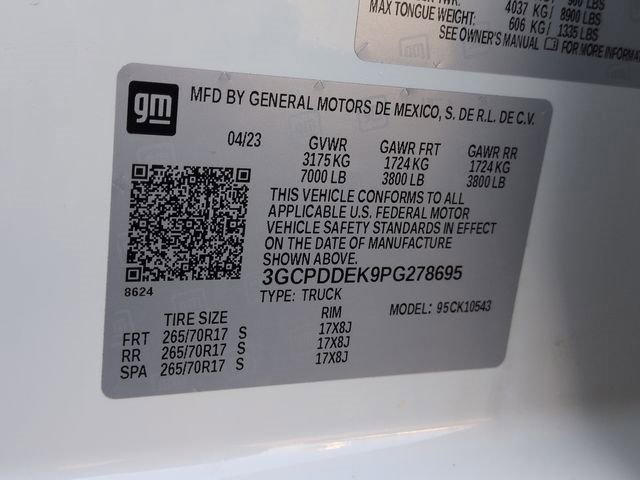 4037 KG/ 8900 LBS
MAX TONGUE WEIGHT: 606 KG/ 1335 LBS
SEE OWNER'S MANUAL FOR MORE
gm
MFD BY GENERAL MOTORS DE MEXICO, S. DE R.L. DE C.V.
04/23 GVWR GAWR FRT GAWR RR
3175 KG 1724 KG 1724 KG
7000 LB 3800 LB 3800 LB
THIS VEHICLE CONFORMS TO ALL
APPLICABLE U.S. FEDERAL MOTOR
VEHICLE SAFETY STANDARDS IN EFFECT
ON THE DATE OF MANUFACTURE
SHOWN ABOVE.
8624
3GCPDDEK9PG278695
TYPE: TRUCK MODEL: 95CK10543
TIRE SIZE RIM
FRT 265/70R17 S 17X8J
RR 265/70R17 S 17X8J
SPA 265/70R17 S 17X8J